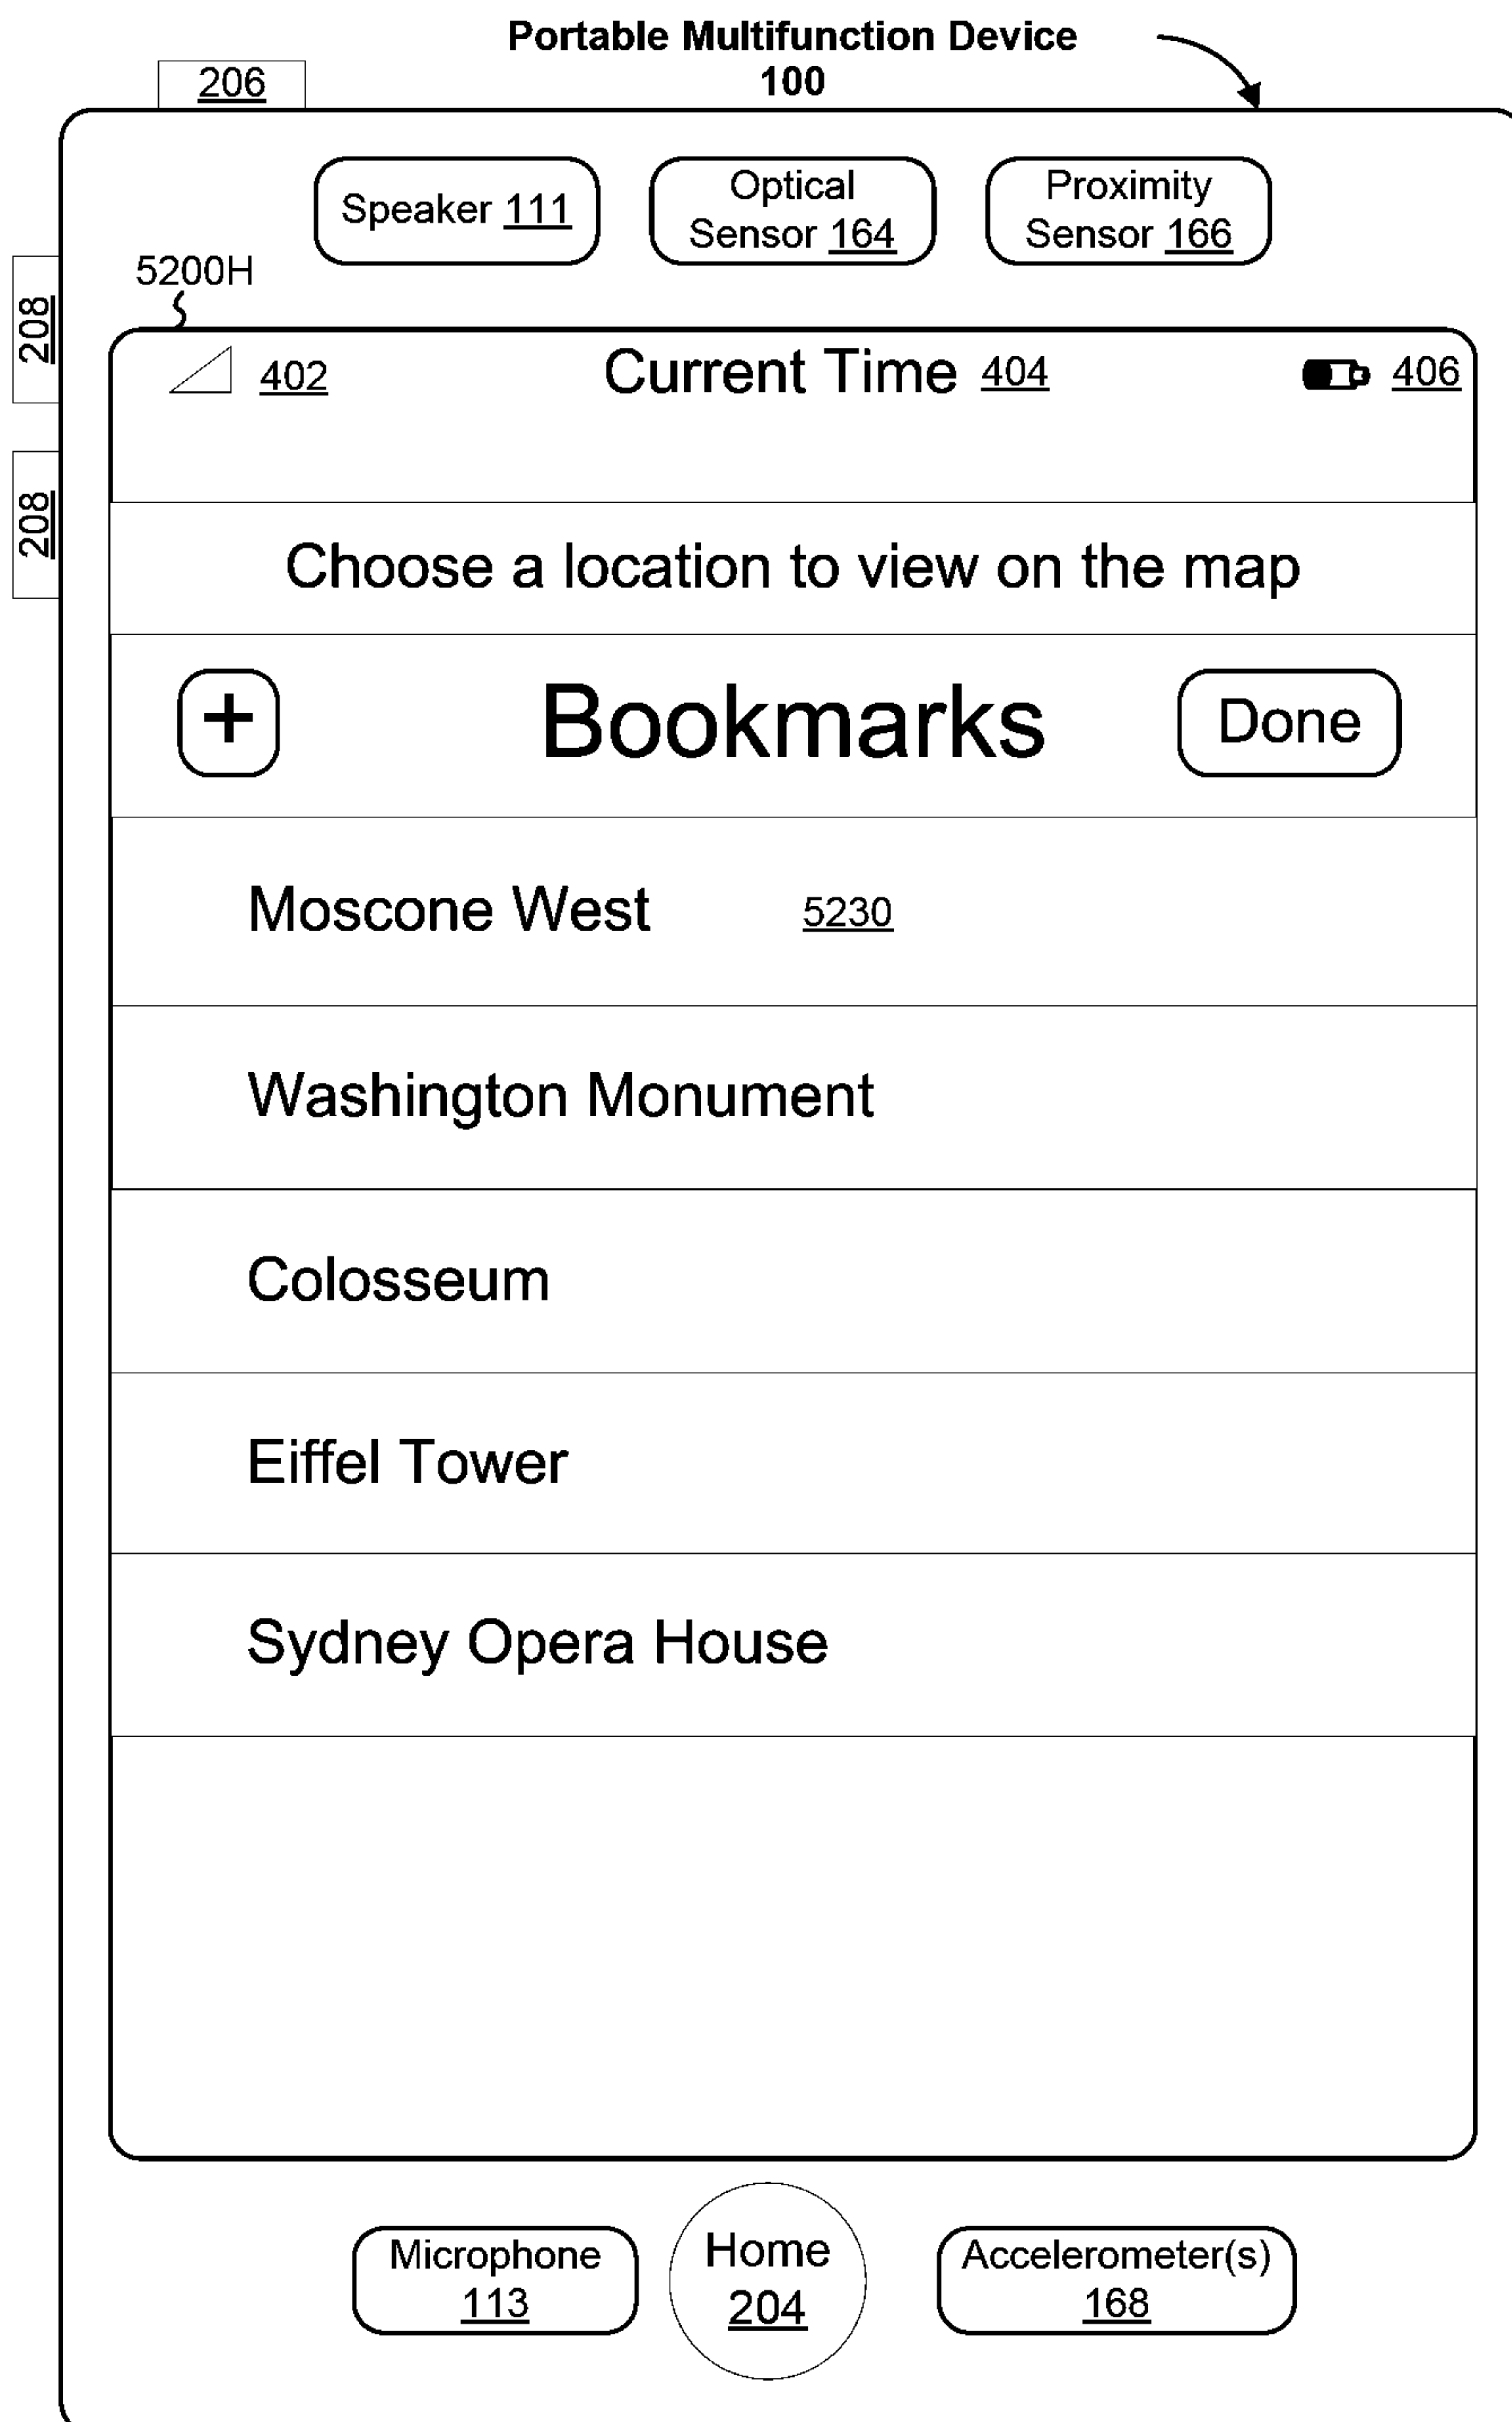 Portable Multifunction Device
100
206
Speaker 111
Optical
Sensor 164
Proximity
Sensor 166
5200H
208
208
402
Current Time 404
406
Choose a location to view on the map
+
Bookmarks
Done
Moscone West 5230
Washington Monument
Colosseum
Eiffel Tower
Sydney Opera House
Microphone
113
Home
204
Accelerometer(s)
168